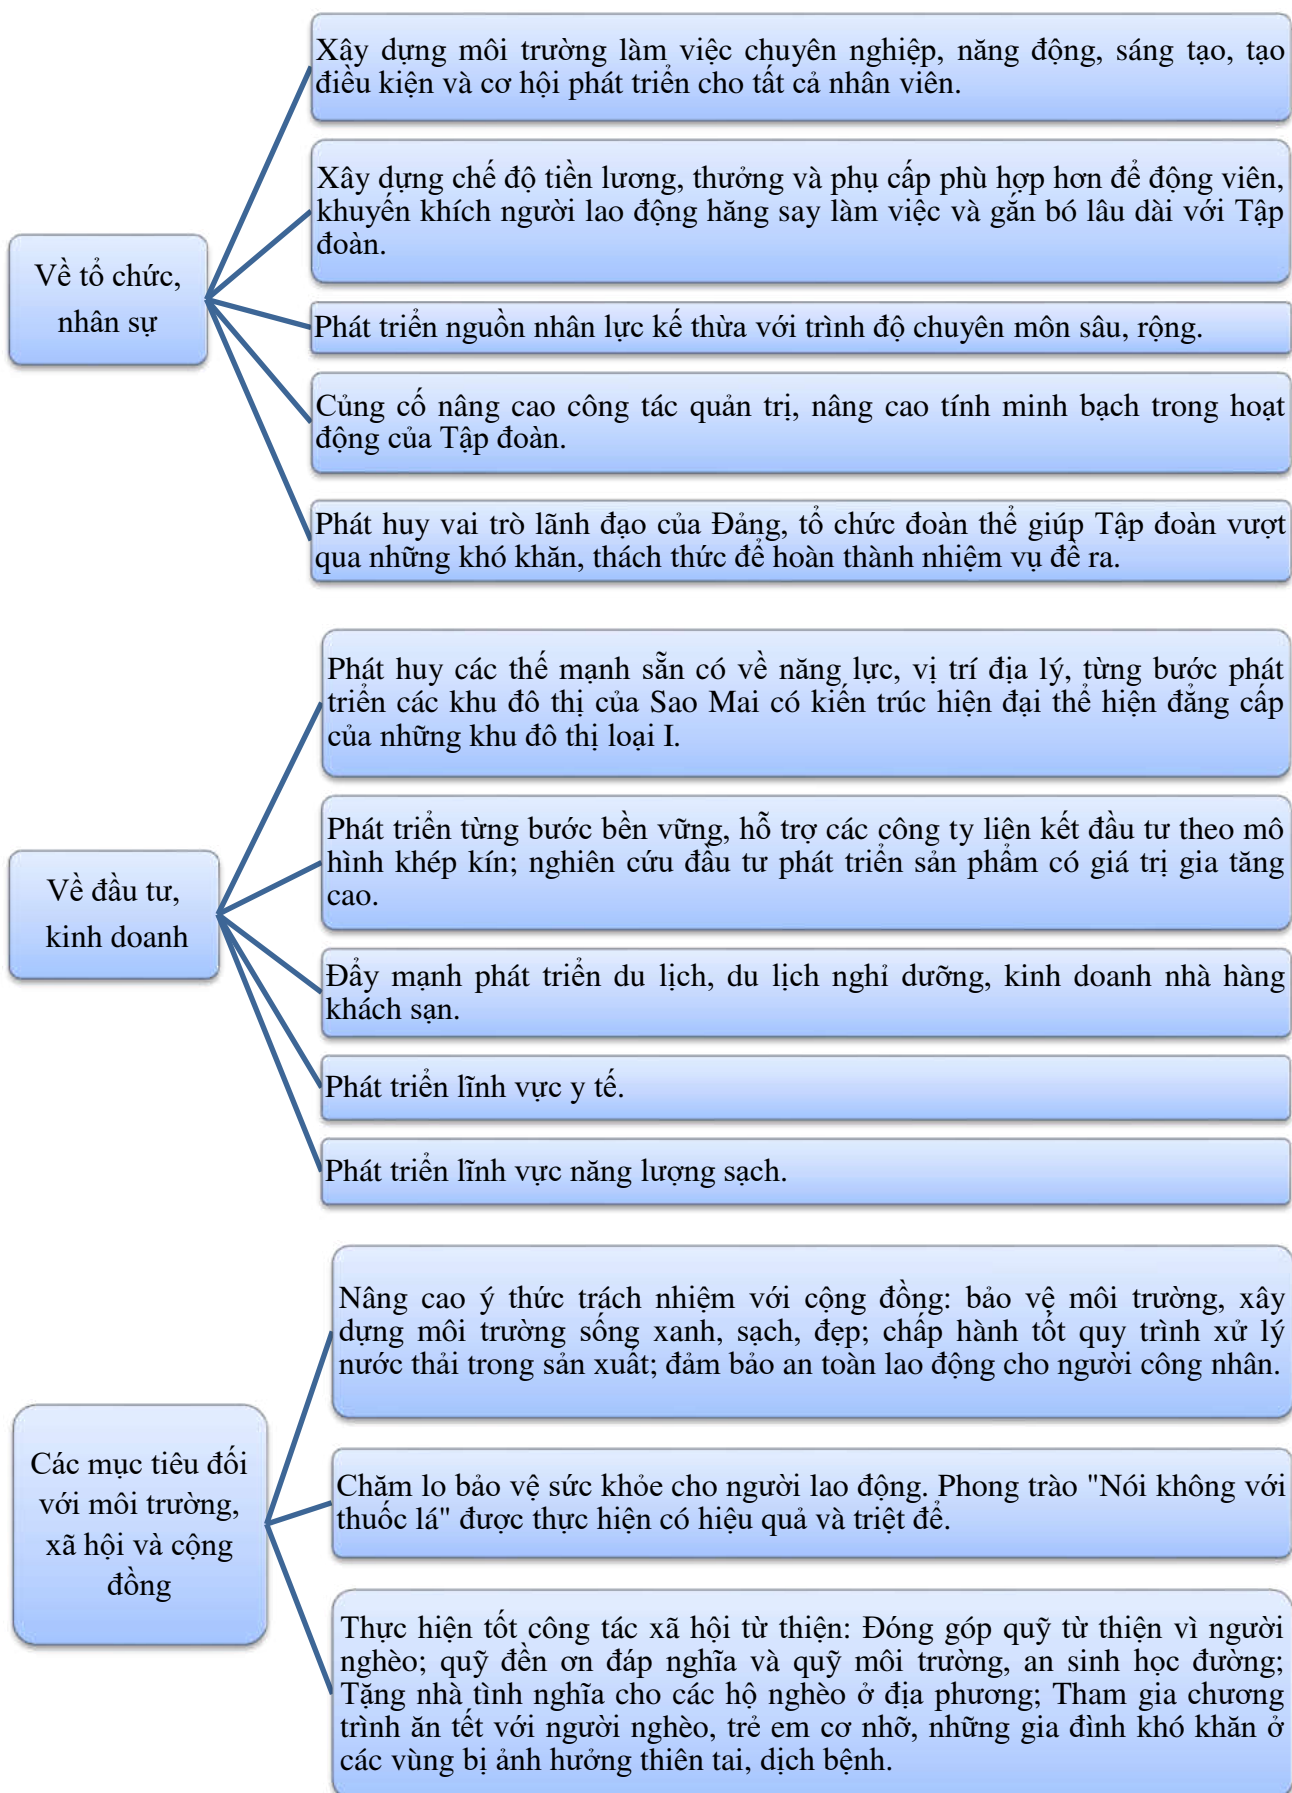 Về tổ chức,
nhân sự
Xây dựng môi trường làm việc chuyên nghiệp, năng động, sáng tạo, tạo
điều kiện và cơ hội phát triển cho tất cả nhân viên.
Xây dựng chế độ tiền lương, thưởng và phụ cấp phù hợp hơn để động viên,
khuyến khích người lao động hăng say làm việc và gắn bó lâu dài với Tập
đoàn.
Phát triển nguồn nhân lực kế thừa với trình độ chuyên môn sâu, rộng.
Củng cố nâng cao công tác quản trị, nâng cao tính minh bạch trong hoạt
động của Tập đoàn.
Phát huy vai trò lãnh đạo của Đảng, tổ chức đoàn thể giúp Tập đoàn vượt
qua những khó khăn, thách thức để hoàn thành nhiệm vụ đề ra.
Về đầu tư,
kinh doanh
Phát huy các thế mạnh sẵn có về năng lực, vị trí địa lý, từng bước phát
triển các khu đô thị của Sao Mai có kiến trúc hiện đại thể hiện đẳng cấp
của những khu đô thị loại I.
Phát triển từng bước bền vững, hỗ trợ các công ty liên kết đầu tư theo mô
hình khép kín; nghiên cứu đầu tư phát triển sản phẩm có giá trị gia tăng
cao.
Đẩy mạnh phát triển du lịch, du lịch nghỉ dưỡng, kinh doanh nhà hàng
khách sạn.
Phát triển lĩnh vực y tế.
Phát triển lĩnh vực năng lượng sạch.
Các mục tiêu đối
với môi trường,
xã hội và cộng
đồng
Nâng cao ý thức trách nhiệm với cộng đồng: bảo vệ môi trường, xây
dựng môi trường sống xanh, sạch, đẹp; chấp hành tốt quy trình xử lý
nước thải trong sản xuất; đảm bảo an toàn lao động cho người công nhân.
Chăm lo bảo vệ sức khỏe cho người lao động. Phong trào "Nói không với
thuốc lá" được thực hiện có hiệu quả và triệt để.
Thực hiện tốt công tác xã hội từ thiện: Đóng góp quỹ từ thiện vì người
nghèo; quỹ đền ơn đáp nghĩa và quỹ môi trường, an sinh học đường;
Tặng nhà tình nghĩa cho các hộ nghèo ở địa phương; Tham gia chương
trình ăn tết với người nghèo, trẻ em cơ nhỡ, những gia đình khó khăn ở
các vùng bị ảnh hưởng thiên tai, dịch bệnh.